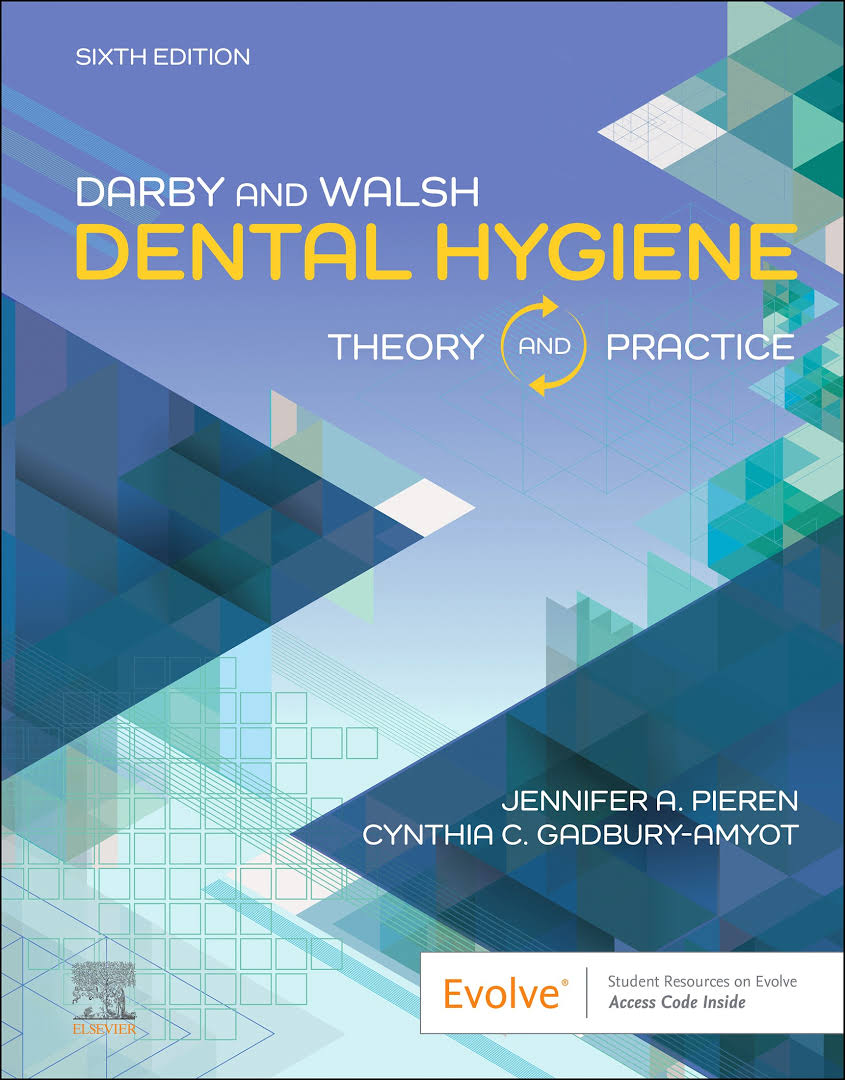 SIXTH EDITION
DARBY AND WALSH
DENTAL HYGIENE
THEORY AND PRACTICE
JENNIFER A. PIEREN
CYNTHIA C. GADBURY-AMYOT
Evolve®
Student Resources on Evolve
Access Code Inside
ELSEVIER